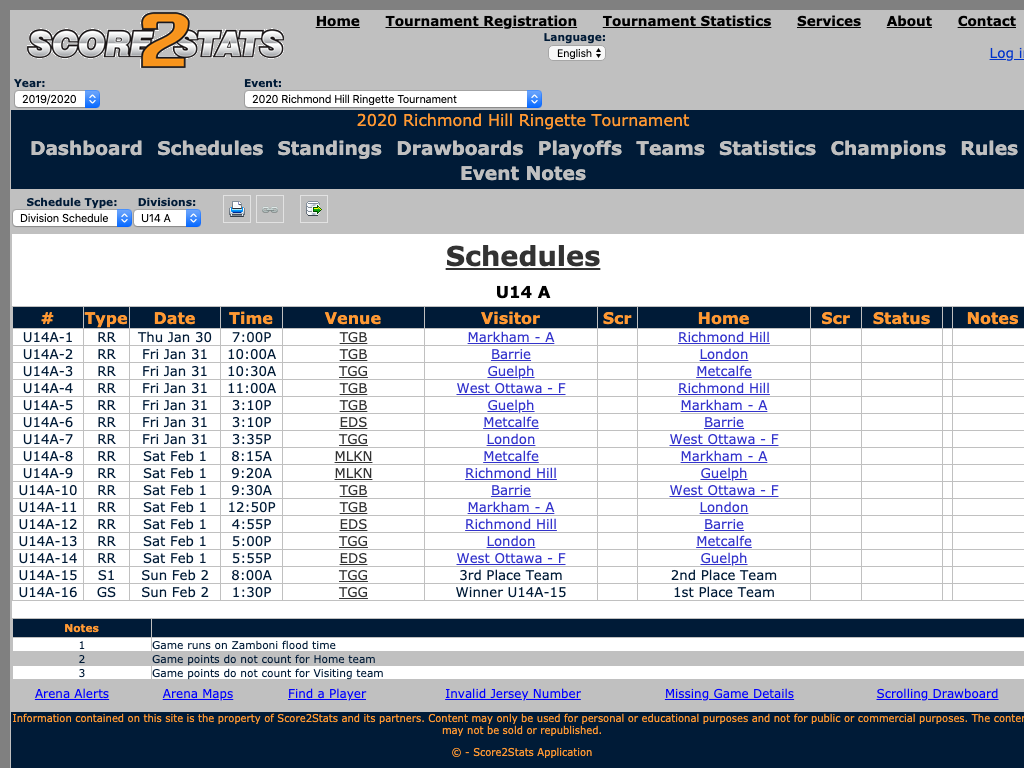 SCORE2STATS
Home Tournament Registration Tournament Statistics Services About Contact
Language:
English
Year: Event:
2019/2020 2020 Richmond Hill Ringette Tournament
2020 Richmond Hill Ringette Tournament
Dashboard Schedules Standings Drawboards Playoffs Teams Statistics Champions Rules
Event Notes
Schedule Type: Divisions:
Division Schedule U14 A
Schedules
U14 A
# Type Date Time Venue Visitor Scr Home Scr Status Notes
U14A-1 RR Thu Jan 30 7:00P TGB Markham - A Richmond Hill
U14A-2 RR Fri Jan 31 10:00A TGB Barrie London
U14A-3 RR Fri Jan 31 10:30A TGG Guelph Metcalfe
U14A-4 RR Fri Jan 31 11:00A TGB West Ottawa - F Richmond Hill
U14A-5 RR Fri Jan 31 3:10P TGB Guelph Markham - A
U14A-6 RR Fri Jan 31 3:10P EDS Metcalfe Barrie
U14A-7 RR Fri Jan 31 3:35P TGG London West Ottawa - F
U14A-8 RR Sat Feb 1 8:15A MLKN Metcalfe Markham - A
U14A-9 RR Sat Feb 1 9:20A MLKN Richmond Hill Guelph
U14A-10 RR Sat Feb 1 9:30A TGB Barrie West Ottawa - F
U14A-11 RR Sat Feb 1 12:50P TGB Markham - A London
U14A-12 RR Sat Feb 1 4:55P EDS Richmond Hill Barrie
U14A-13 RR Sat Feb 1 5:00P TGG London Metcalfe
U14A-14 RR Sat Feb 1 5:55P EDS West Ottawa - F Guelph
U14A-15 S1 Sun Feb 2 8:00A TGG 3rd Place Team 2nd Place Team
U14A-16 GS Sun Feb 2 1:30P TGG Winner U14A-15 1st Place Team
Notes
1 Game runs on Zamboni flood time
2 Game points do not count for Home team
3 Game points do not count for Visiting team
Arena Alerts Arena Maps Find a Player Invalid Jersey Number Missing Game Details Scrolling Drawboard
Information contained on this site is the property of Score2Stats and its partners. Content may only be used for personal or educational purposes and not for public or commercial purposes. The
may not be sold or republished.
© - Score2Stats Application